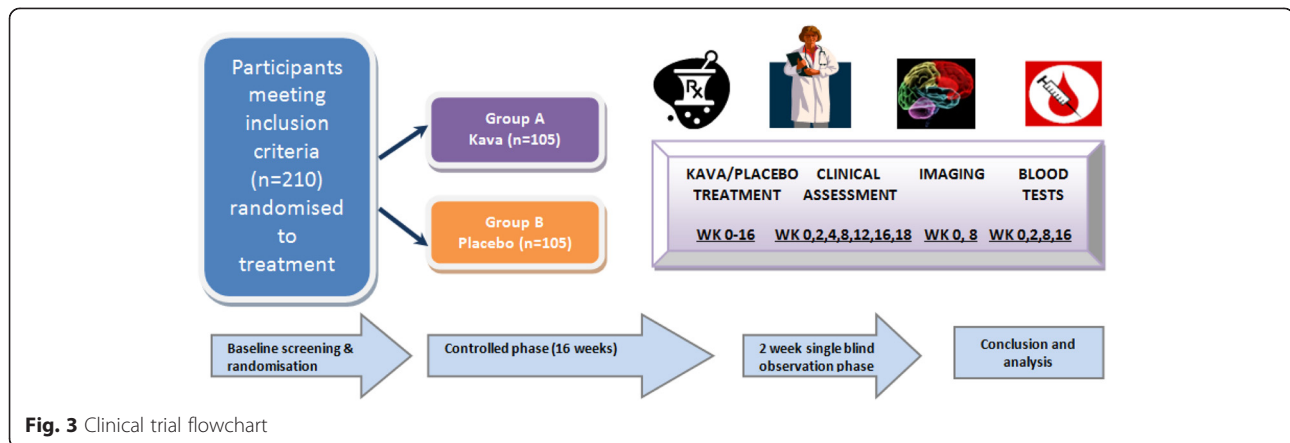 Participants
meeting
inclusion
criteria
(n=210)
randomised
to
treatment
Group A
Kava (n=105)
Group B
Placebo (n=105)
Rx
KAVA/PLACEBO
TREATMENT
WK 0-16
CLINICAL
ASSESSMENT
WK 0,2,4,8,12,16,18
IMAGING
WK 0, 8
BLOOD
TESTS
WK 0,2,8,16
Baseline screening &
randomisation
Controlled phase (16 weeks)
2 week single blind
observation phase
Conclusion and
analysis
Fig. 3 Clinical trial flowchart